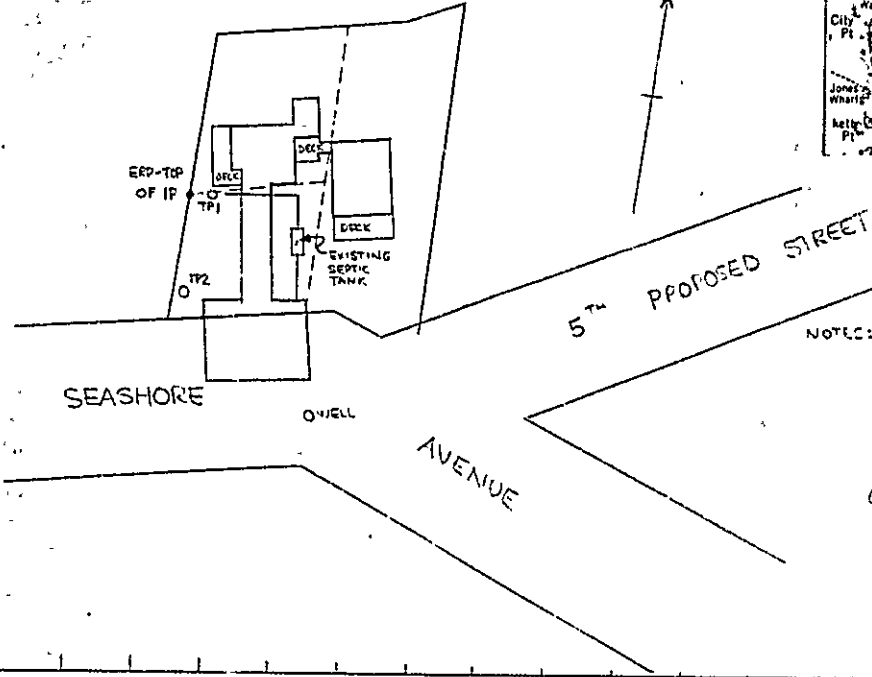 City
Pt
Jones
Wharf
Pt
DECK
DECK
ERP-TOP
OF IP
TP1
DECK
EXISTING
SEPTIC
TANK
TP2
5TH PROPOSED STREET
NOTES:
SEASHORE
WELL
AVENUE